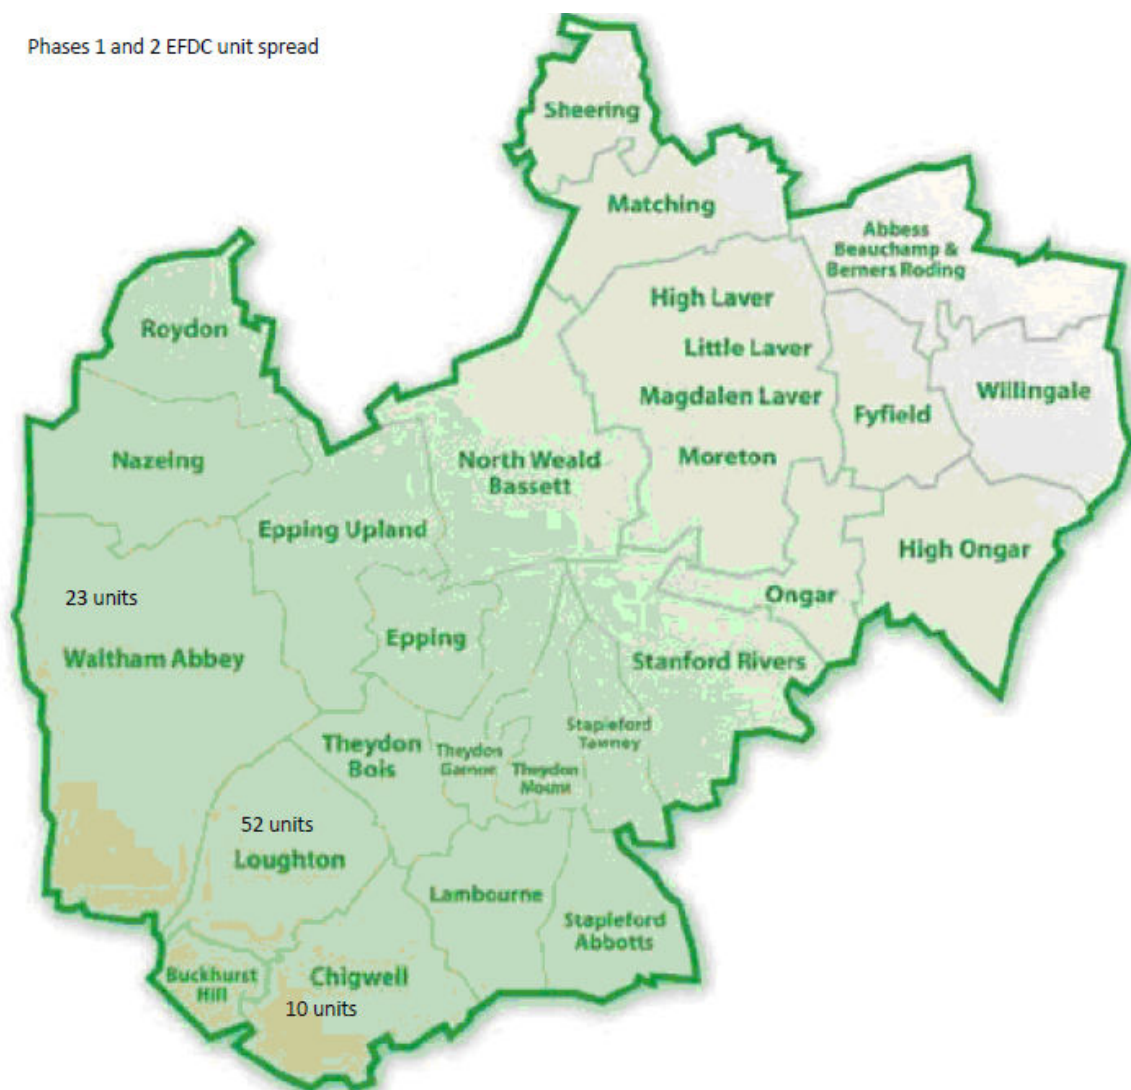 Phases 1 and 2 EFDC unit spread
Sheering
Matching
Abbess
Beauchamp &
Berners Roding
High Laver
Roydon
Little Laver
Willingale
Magdalen Laver
Fyfield
Nazeing
North Weald
Bassett
Moreton
Epping Upland
High Ongar
23 units
Ongar
Epping
Waltham Abbey
Stanford Rivers
Stapleford
Tawney
Theydon
Bois
Theydon
Garnon
Theydon
Mount
52 units
Loughton
Lambourne
Stapleford
Abbotts
Buckhurst
Hill
Chigwell
10 units